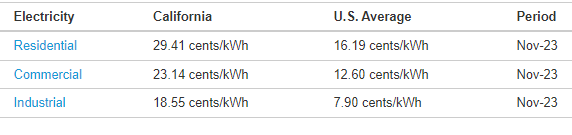 Electricity California U.S. Average Period
Residential 29.41 cents/kWh 16.19 cents/kWh Nov-23
Commercial 23.14 cents/kWh 12.60 cents/kWh Nov-23
Industrial 18.55 cents/kWh 7.90 cents/kWh Nov-23